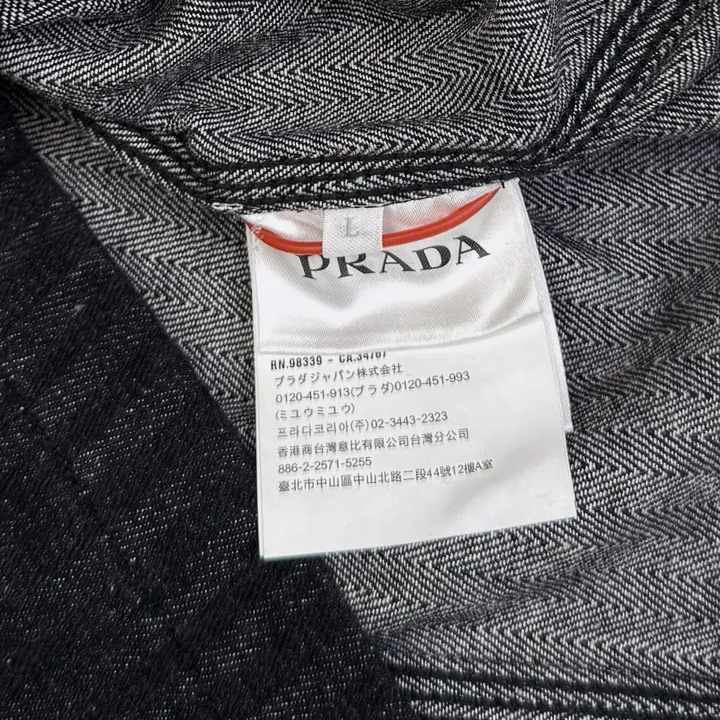 L
PRADA
RN.98339 - CA.34767
プラダジャパン株式会社
0120-451-913(プラダ)0120-451-993
(ミュウミュウ)
프라다코리아(주)02-3443-2323
香港商台灣意比有限公司台灣分公司
886-2-2571-5255
臺北市中山區中山北路二段44號12樓A室